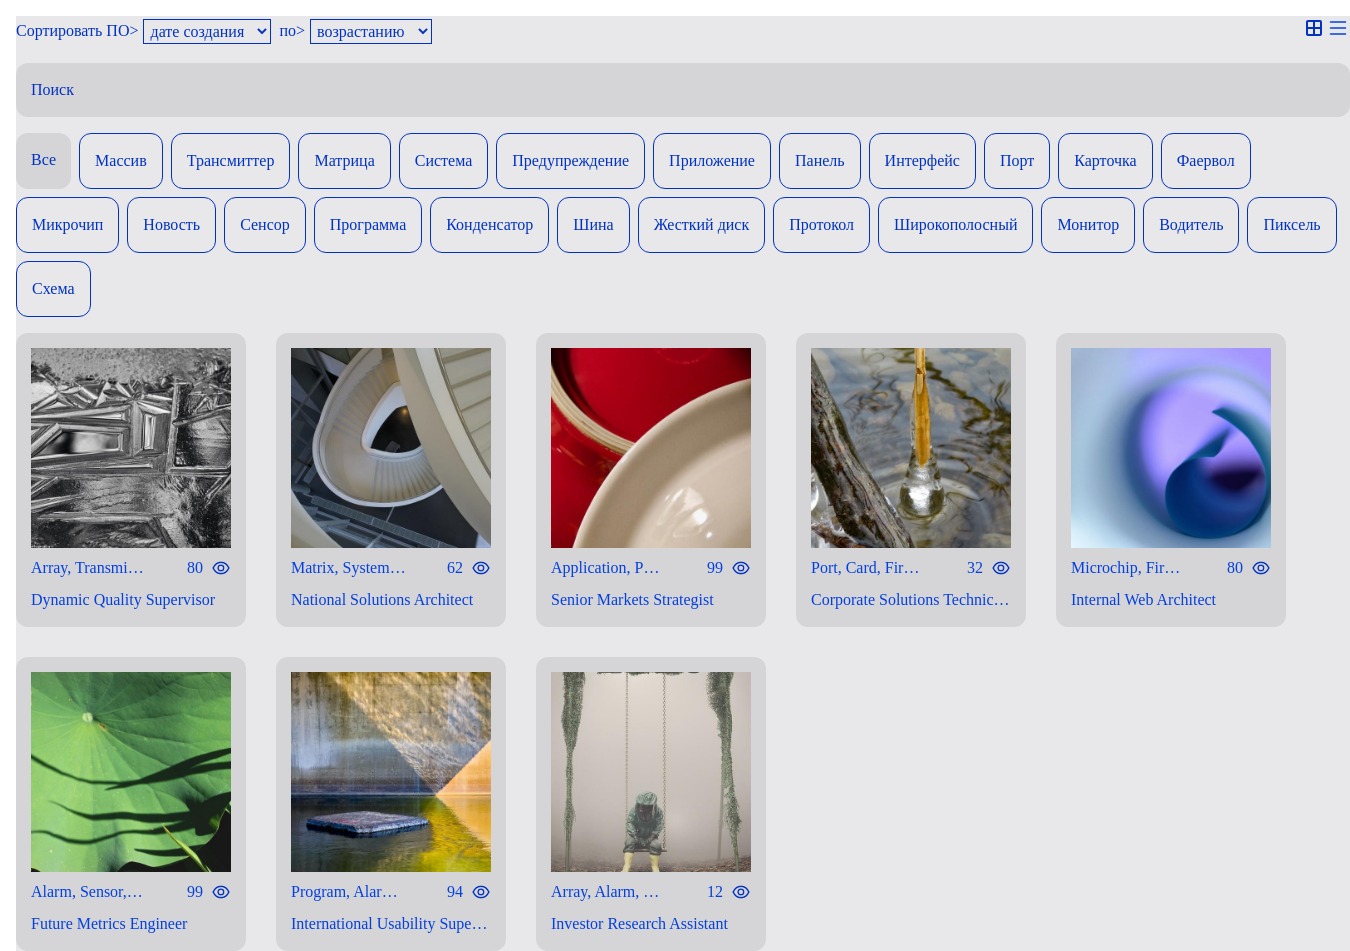 Сортировать ПО> дате создания по> возрастанию
Поиск
Все Массив Трансмиттер Матрица Система Предупреждение Приложение Панель Интерфейс Порт Карточка Фаервол
Микрочип Новость Сенсор Программа Конденсатор Шина Жесткий диск Протокол Широкополосный Монитор Водитель Пиксель
Схема
Array, Transmi… 80 Matrix, System… 62 Application, P… 99 Port, Card, Fir… 32 Microchip, Fir… 80
Dynamic Quality Supervisor National Solutions Architect Senior Markets Strategist Corporate Solutions Technic… Internal Web Architect
Alarm, Sensor,… 99 Program, Alar… 94 Array, Alarm, … 12
Future Metrics Engineer International Usability Supe… Investor Research Assistant